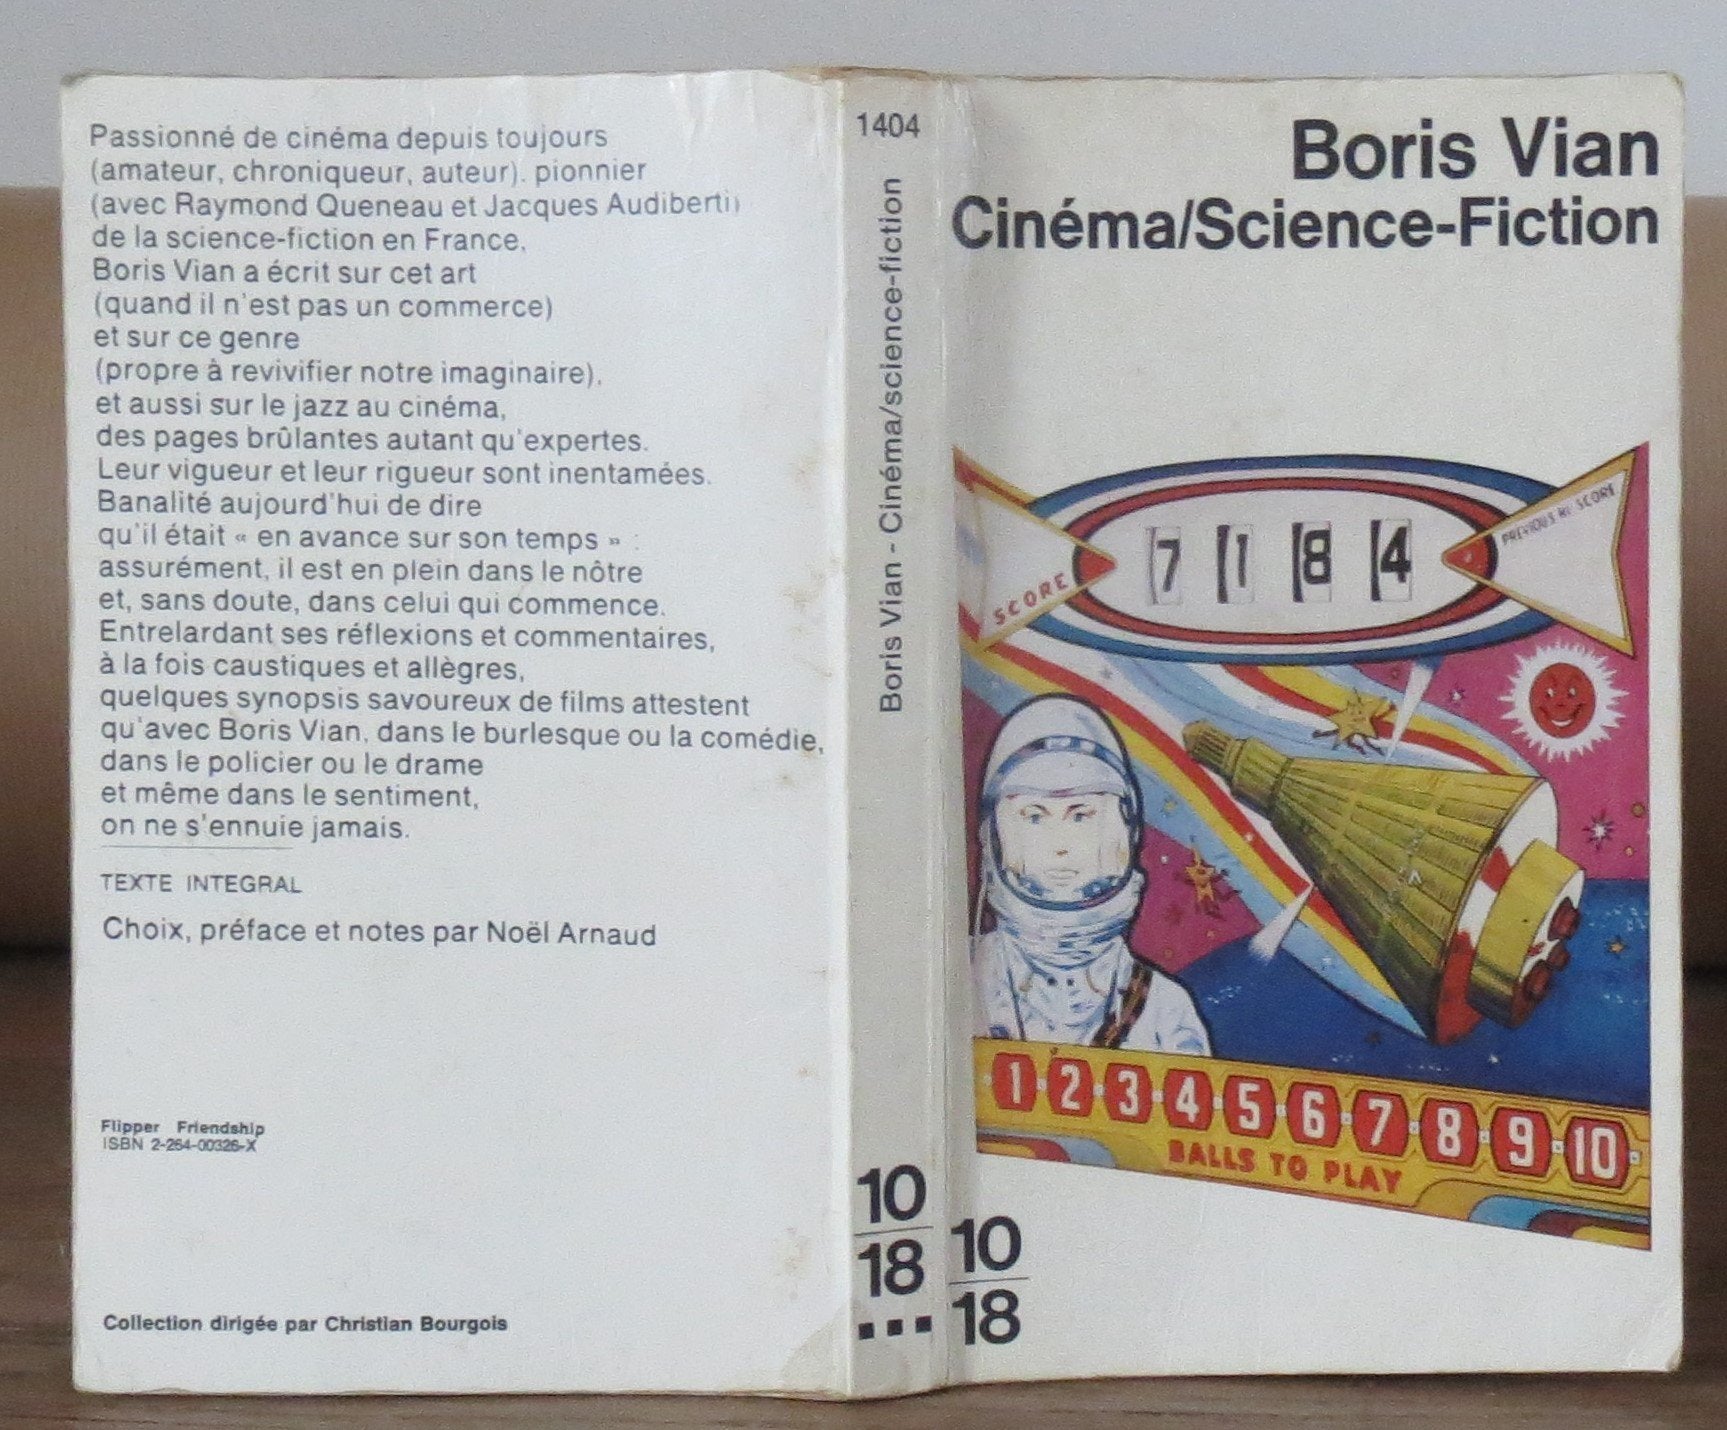 Passionné de cinéma depuis toujours
(amateur, chroniqueur, auteur). pionnier
(avec Raymond Queneau et Jacques Audiberti)
de la science-fiction en France,
Boris Vian a écrit sur cet art
(quand il n'est pas un commerce)
et sur ce genre
(propre à revivifier notre imaginaire),
et aussi sur le jazz au cinéma,
des pages brûlantes autant qu'expertes.
Leur vigueur et leur rigueur sont inentamées.
Banalité aujourd'hui de dire
qu'il était « en avance sur son temps » :
assurément, il est en plein dans le nôtre
et, sans doute, dans celui qui commence.
Entrelardant ses réflexions et commentaires,
à la fois caustiques et allègres,
quelques synopsis savoureux de films attestent
qu'avec Boris Vian, dans le burlesque ou la comédie,
dans le policier ou le drame
et même dans le sentiment,
on ne s'ennuie jamais.
TEXTE INTEGRAL
Choix, préface et notes par Noël Arnaud
Flipper Friendship
ISBN 2-264-00326-X
Collection dirigée par Christian Bourgois
1404
Boris Vian - Cinéma/science-fiction
10
18
Boris Vian
Cinéma/Science-Fiction
SCORE
7 1 8 4
PREVIOUS HI SCORE
1 2 3 4 5 6 7 8 9 10
BALLS TO PLAY
10
18